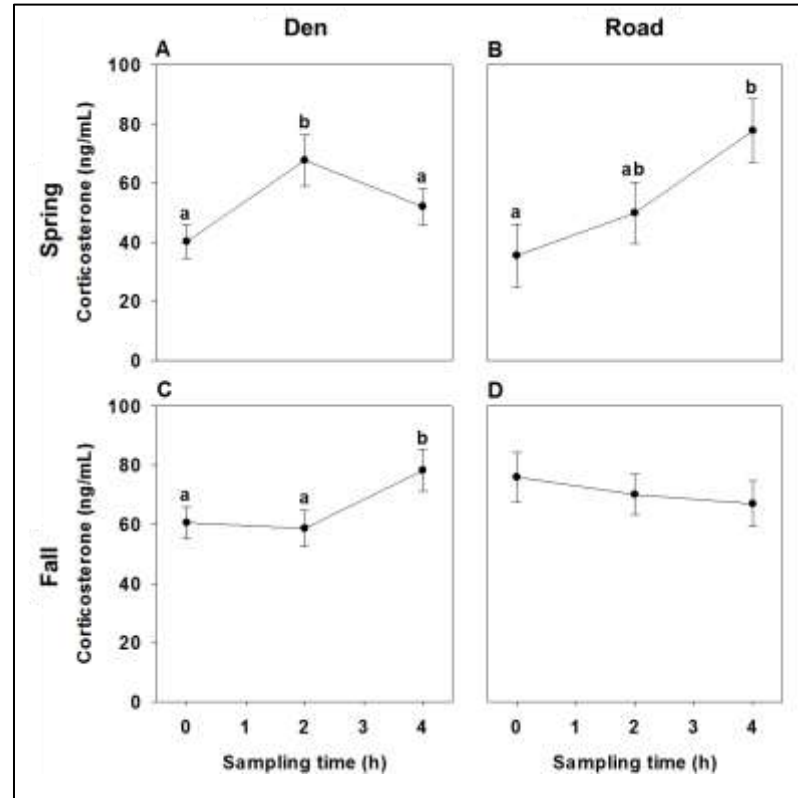 Den
Road
A
B
Spring
Corticosterone (ng/mL)
100
80
60
40
20
0
a
b
a
a
ab
b
C
D
Fall
Corticosterone (ng/mL)
100
80
60
40
20
0
a
a
b
0 1 2 3 4
0 1 2 3 4
Sampling time (h)
Sampling time (h)